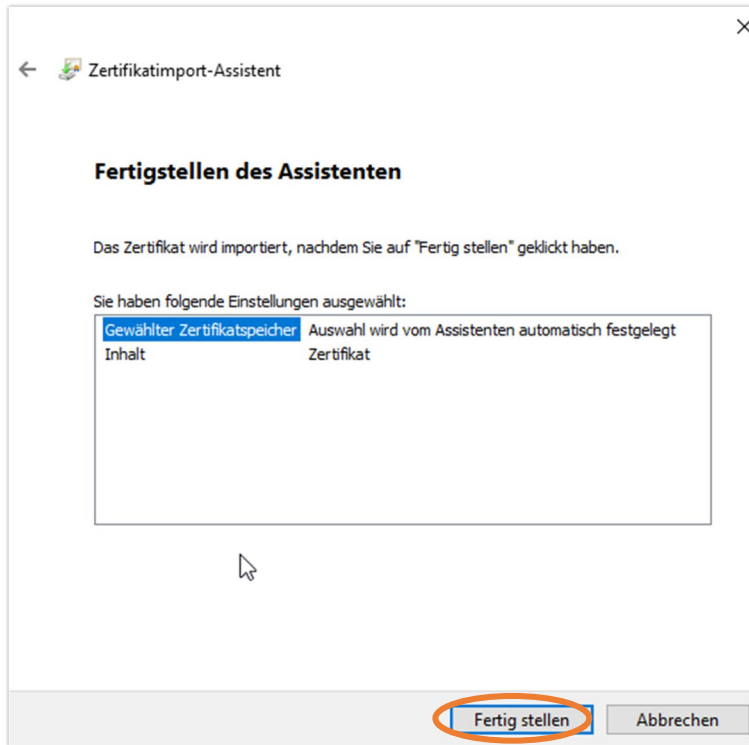 Zertifikatimport-Assistent
Fertigstellen des Assistenten
Das Zertifikat wird importiert, nachdem Sie auf "Fertig stellen" geklickt haben.
Sie haben folgende Einstellungen ausgewählt:
Gewählter Zertifikatspeicher Auswahl wird vom Assistenten automatisch festgelegt
Inhalt Zertifikat
Fertig stellen Abbrechen